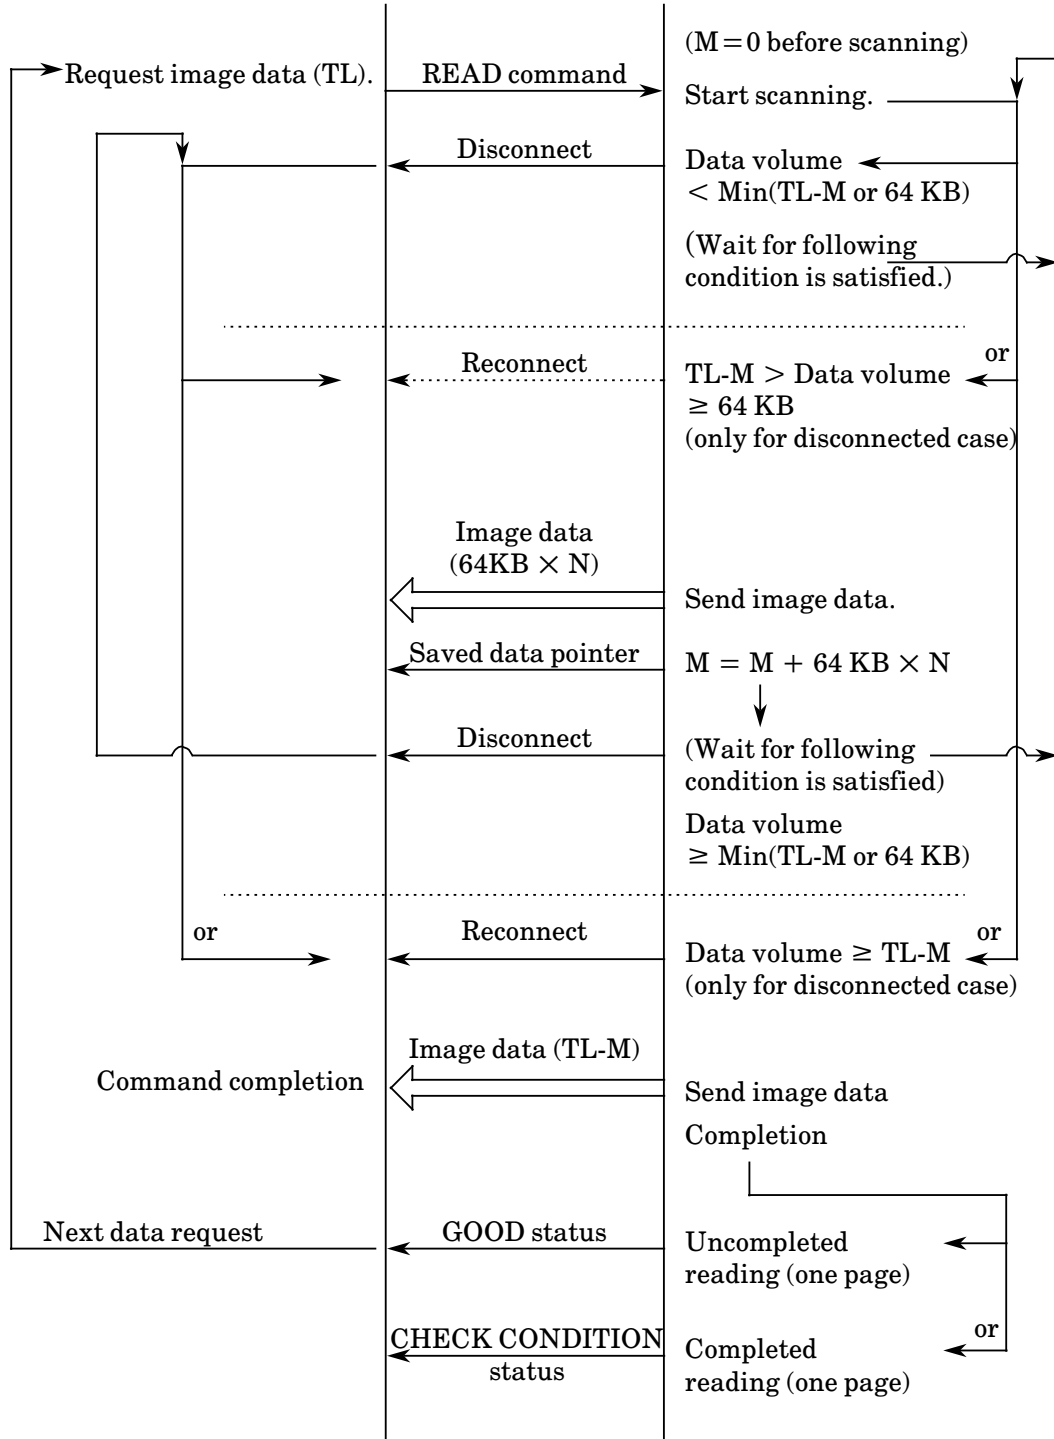 (M=0 before scanning)
Request image data (TL).
READ command
Start scanning.
Disconnect
Data volume
< Min(TL-M or 64 KB)
(Wait for following
condition is satisfied.)
Reconnect
or
TL-M > Data volume
≥ 64 KB
(only for disconnected case)
Image data
(64KB × N)
Send image data.
Saved data pointer
M = M + 64 KB × N
Disconnect
(Wait for following
condition is satisfied)
Data volume
≥ Min(TL-M or 64 KB)
or
Reconnect
or
Data volume ≥ TL-M
(only for disconnected case)
Image data (TL-M)
Command completion
Send image data
Completion
Next data request
GOOD status
Uncompleted
reading (one page)
CHECK CONDITION
status
or
Completed
reading (one page)